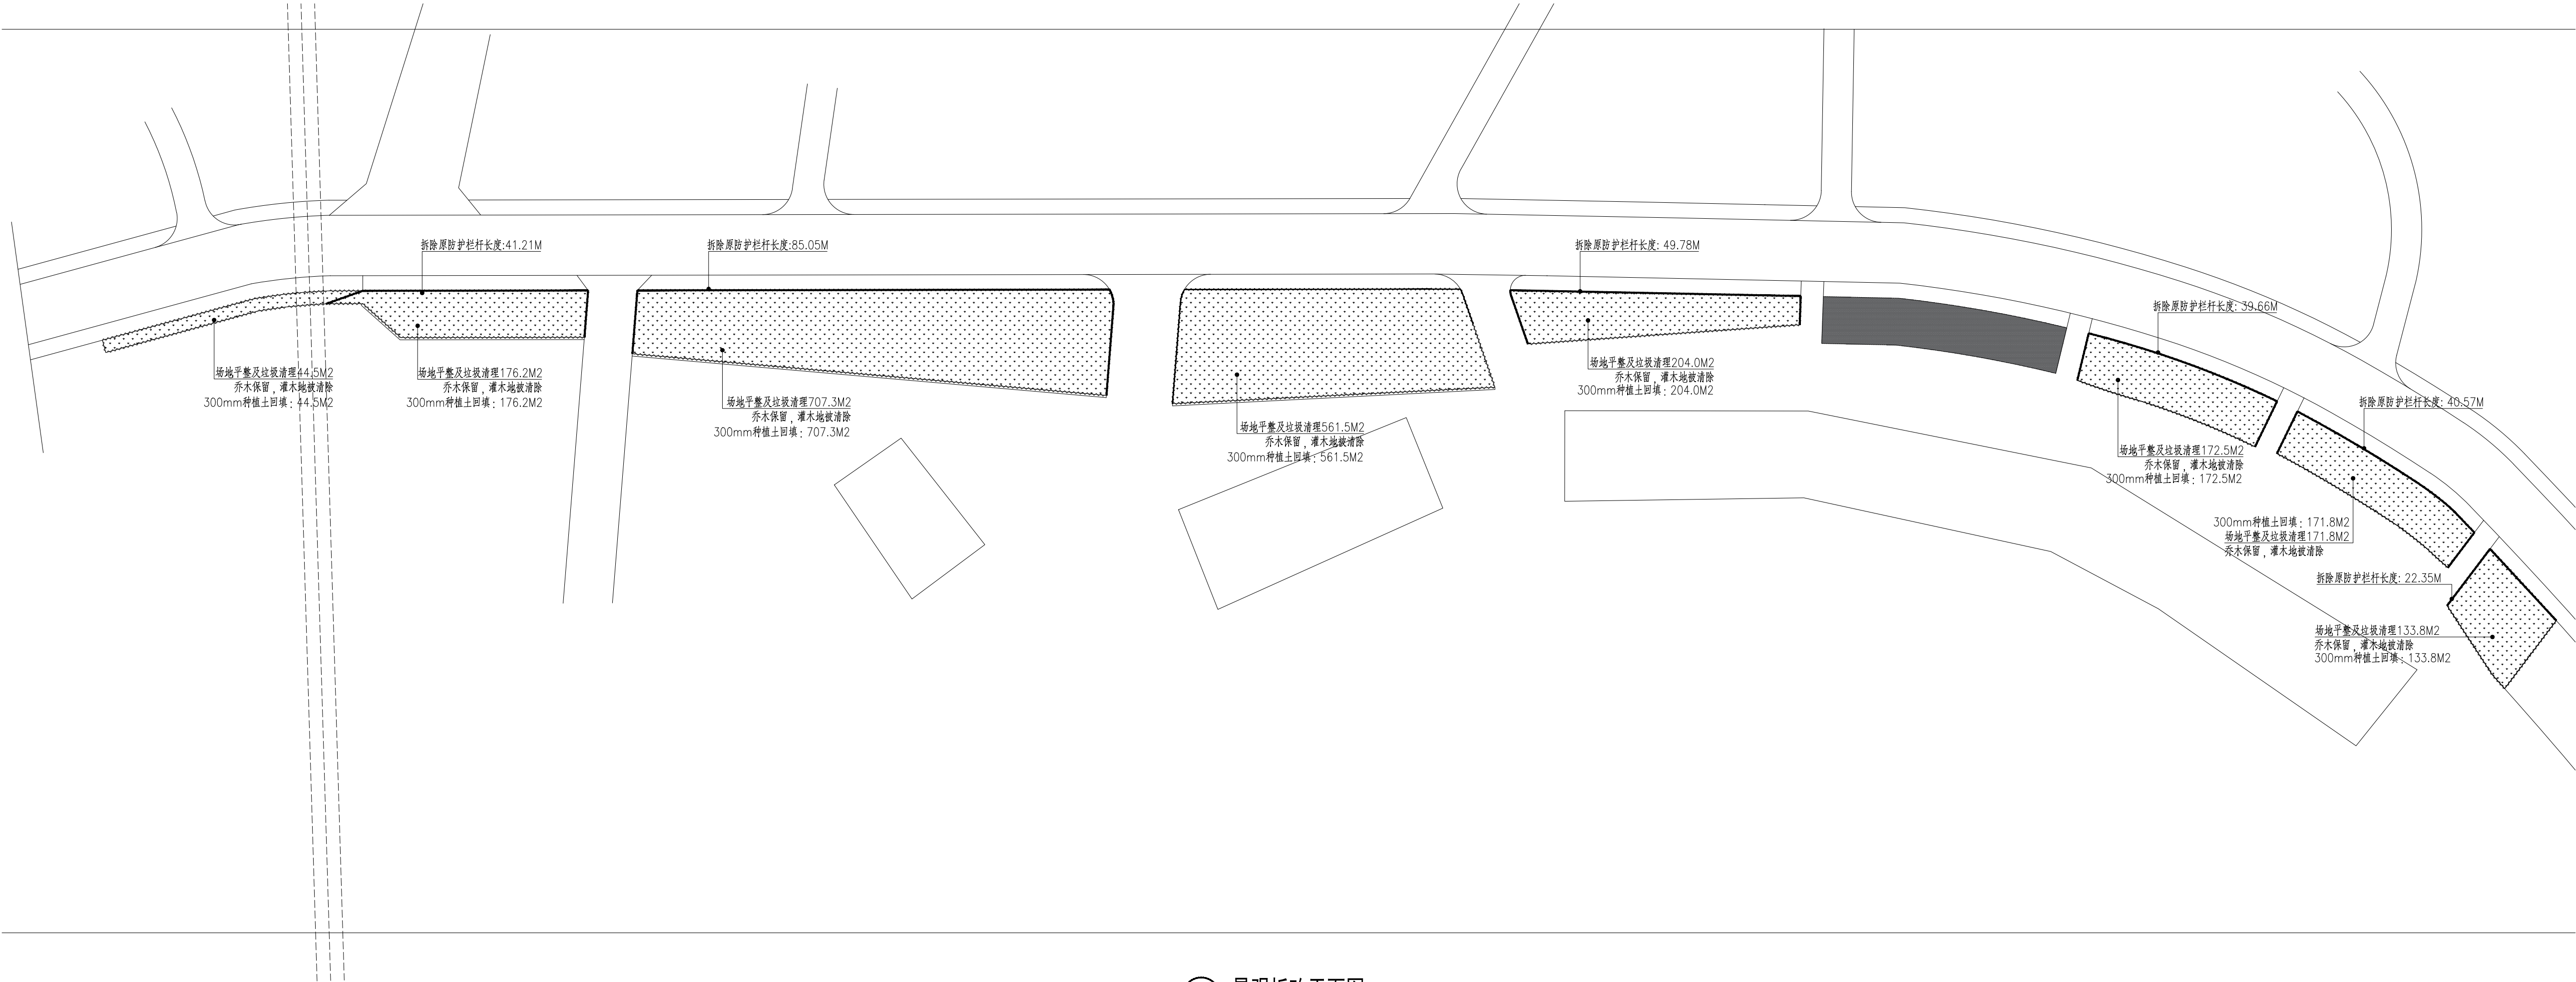 拆除原防护栏杆长度:41.21M
拆除原防护栏杆长度:85.05M
拆除原防护栏杆长度: 49.78M
拆除原防护栏杆长度: 39.66M
拆除原防护栏杆长度: 40.57M
场地平整及垃圾清理44.5M2
乔木保留，灌木地被清除
300mm种植土回填: 44.5M2
场地平整及垃圾清理176.2M2
乔木保留，灌木地被清除
300mm种植土回填: 176.2M2
场地平整及垃圾清理707.3M2
乔木保留，灌木地被清除
300mm种植土回填: 707.3M2
场地平整及垃圾清理561.5M2
乔木保留，灌木地被清除
300mm种植土回填: 561.5M2
场地平整及垃圾清理204.0M2
乔木保留，灌木地被清除
300mm种植土回填: 204.0M2
场地平整及垃圾清理172.5M2
乔木保留，灌木地被清除
300mm种植土回填: 172.5M2
300mm种植土回填: 171.8M2
场地平整及垃圾清理171.8M2
乔木保留，灌木地被清除
拆除原防护栏杆长度: 22.35M
场地平整及垃圾清理133.8M2
乔木保留，灌木地被清除
300mm种植土回填: 133.8M2